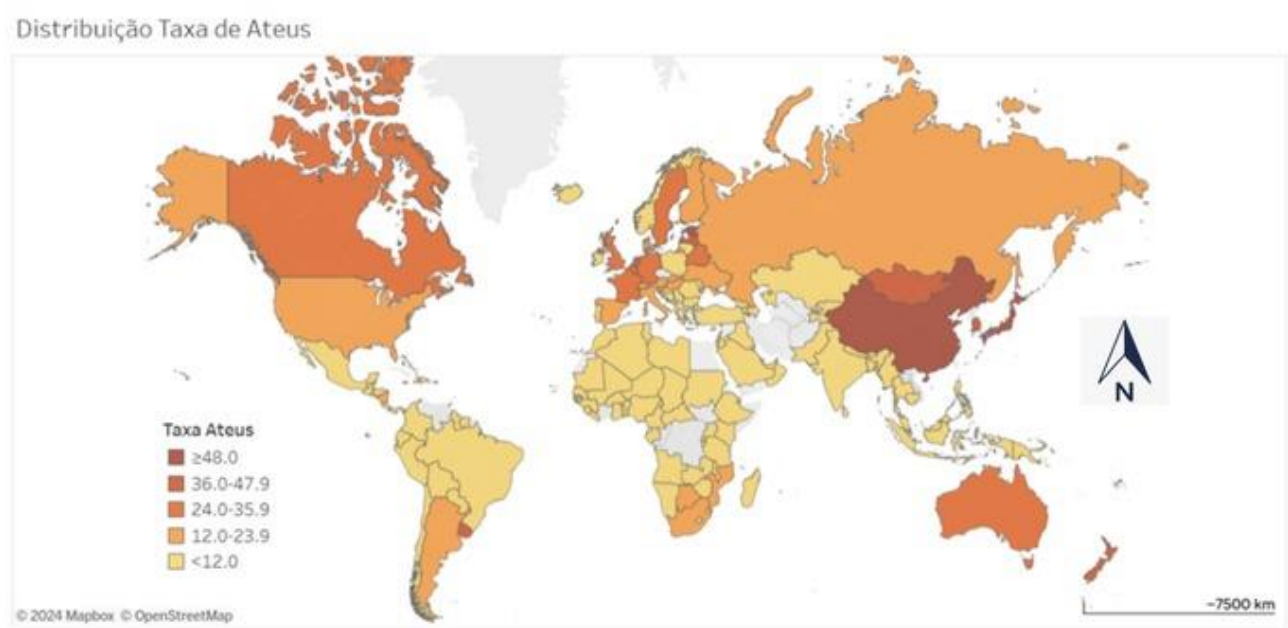 Distribuição Taxa de Ateus
N
Taxa Ateus
≥48.0
36.0-47.9
24.0-35.9
12.0-23.9
<12.0
© 2024 Mapbox © OpenStreetMap
~7500 km